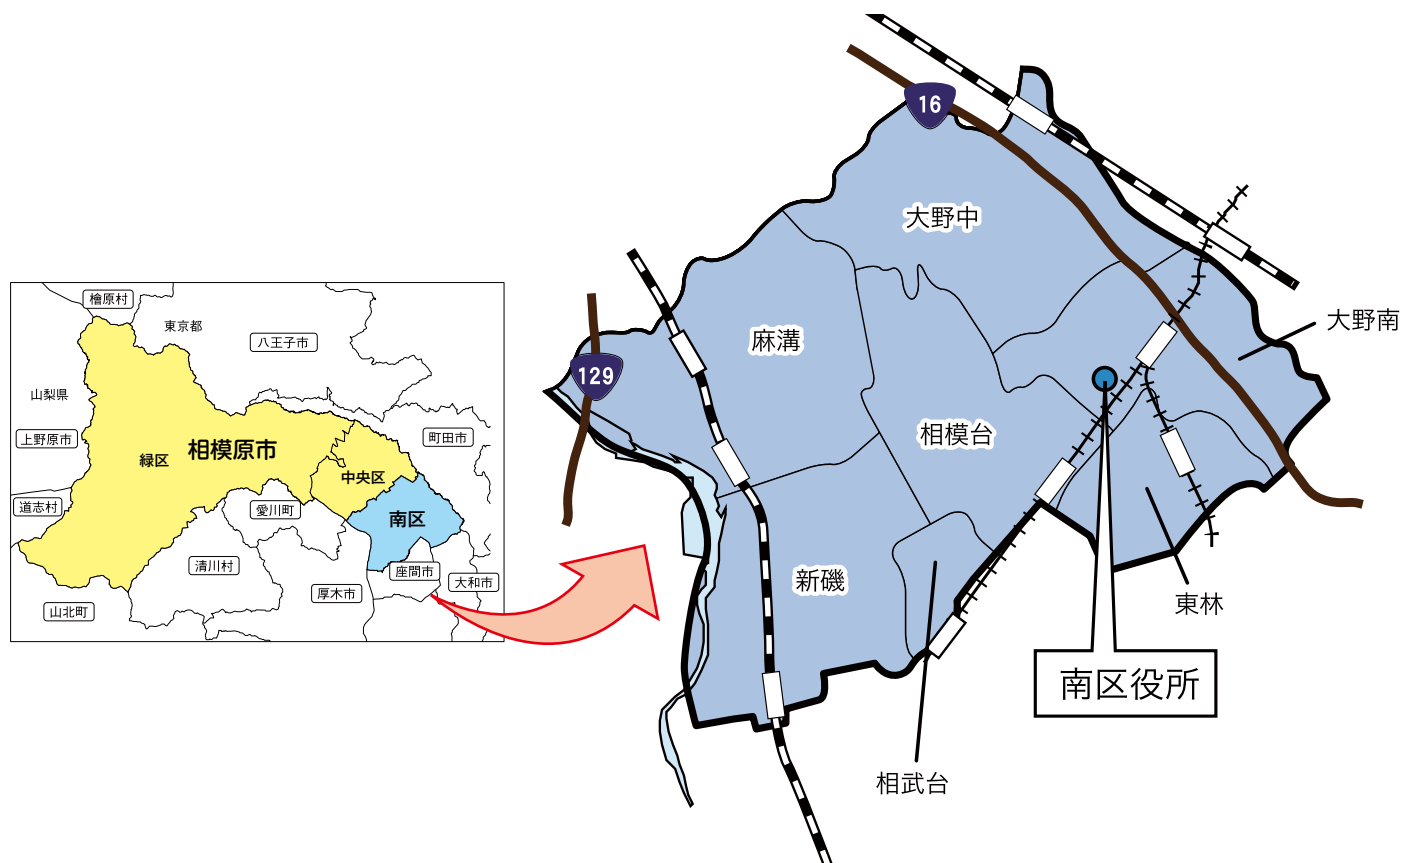 檜原村
東京都
八王子市
山梨県
上野原市
町田市
緑区
相模原市
中央区
道志村
愛川町
南区
清川村
座間市
大和市
厚木市
山北町
16
大野中
大野南
麻溝
129
相模台
新磯
東林
南区役所
相武台